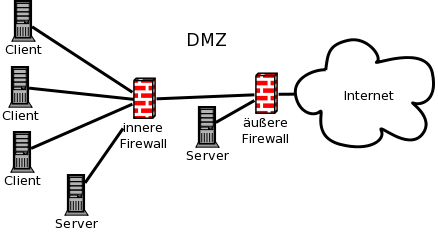 DMZ
Client
Client
Client
Server
innere
Firewall
Server
äußere
Firewall
Internet